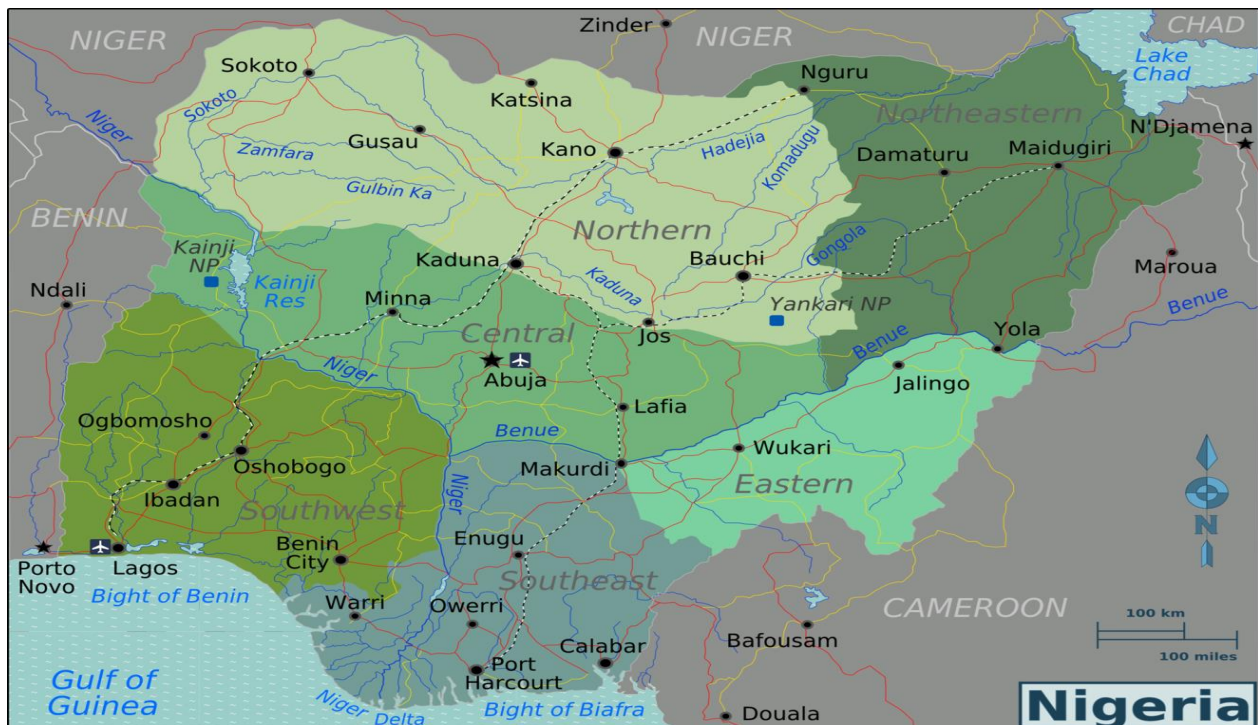 NIGER
Zinder
NIGER
CHAD
Lake
Chad
Sokoto
Sokoto
Katsina
Nguru
Northeastern
Niger
Gusau
Zamfara
Kano
Hadejia
Komadugu
Damaturu
Maidugiri
N'Djamena
Gulbin Ka
BENIN
Northern
Kainji
NP
Kainji
Res
Kaduna
Kaduna
Bauchi
Gongola
Maroua
Ndali
Minna
Yankari NP
Benue
Central
Jos
Benue
Yola
Niger
Abuja
Jalingo
Ogbomosho
Lafia
Benue
Oshobogo
Makurdi
Wukari
Ibadan
Niger
Eastern
Southwest
N
Benin
City
Enugu
Southeast
Porto
Novo
Lagos
Bight of Benin
Warri
Owerri
CAMEROON
100 km
100 miles
Bafousam
Calabar
Port
Harcourt
Gulf of
Guinea
Niger Delta
Bight of Biafra
Douala
Nigeria